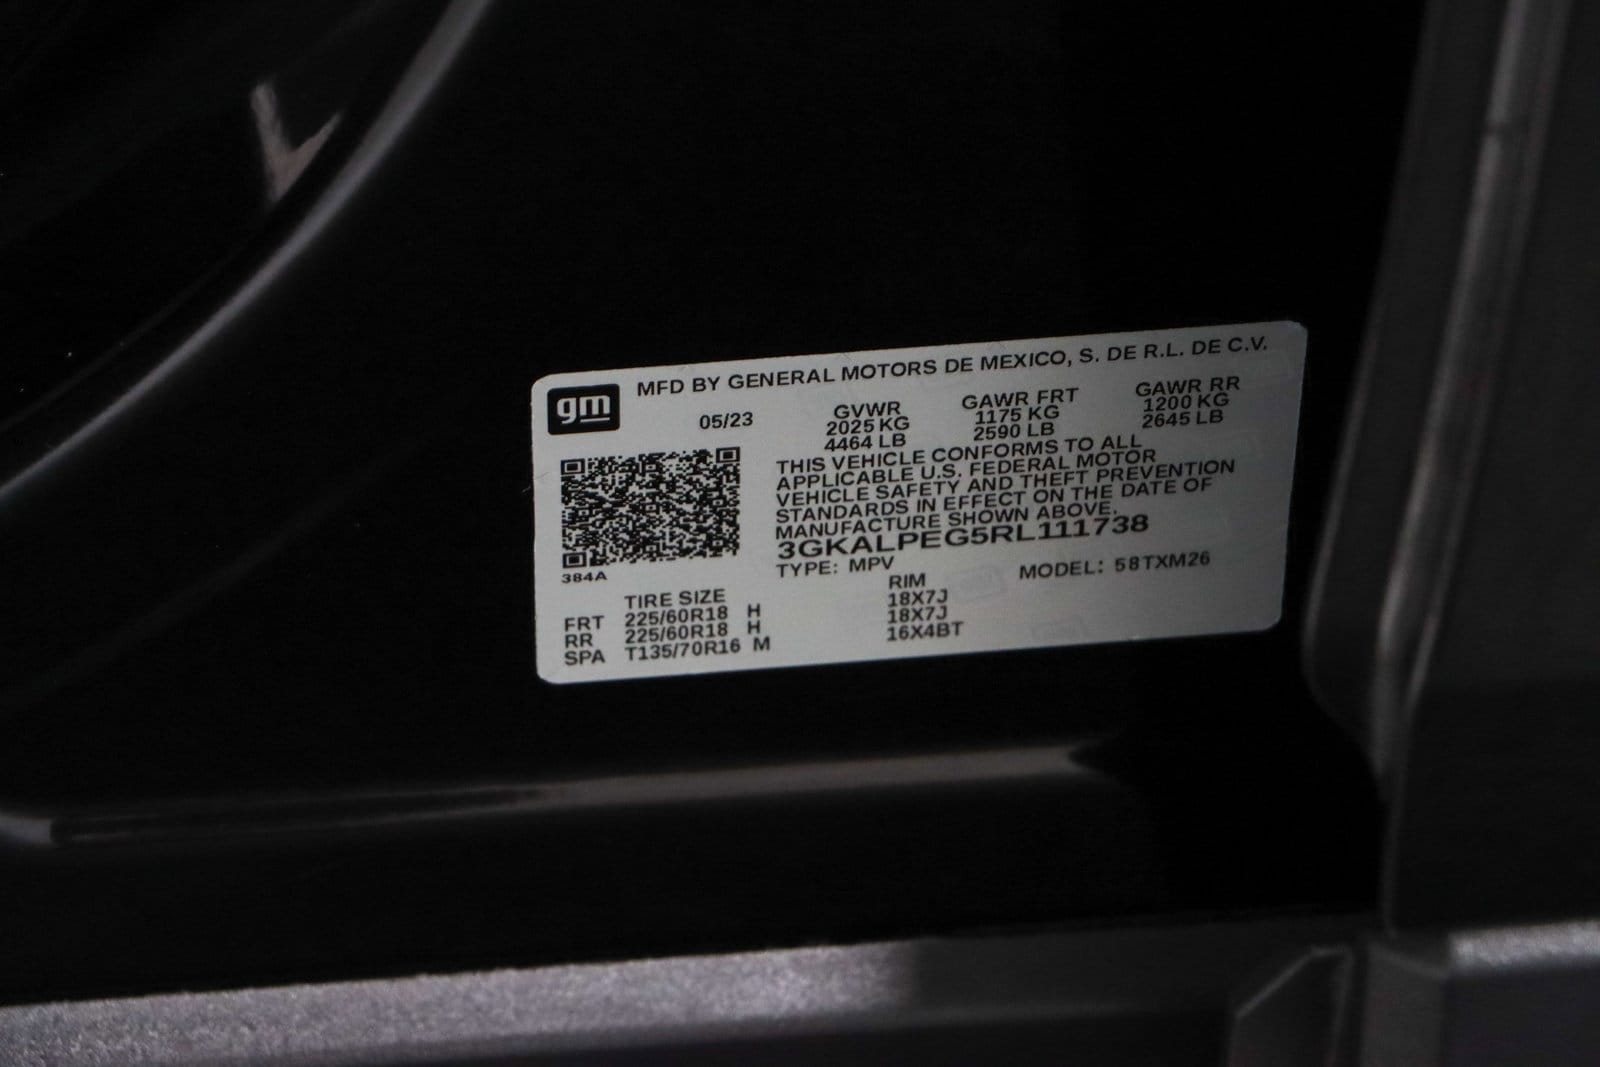 gm
MFD BY GENERAL MOTORS DE MEXICO, S. DE R.L. DE C.V.
05/23 GVWR GAWR FRT GAWR RR
2025 KG 1175 KG 1200 KG
4464 LB 2590 LB 2645 LB
THIS VEHICLE CONFORMS TO ALL
APPLICABLE U.S. FEDERAL MOTOR
VEHICLE SAFETY AND THEFT PREVENTION
STANDARDS IN EFFECT ON THE DATE OF
MANUFACTURE SHOWN ABOVE.
3GKALPEG5RL111738
384A
TYPE: MPV MODEL: 58TXM26
TIRE SIZE RIM
FRT 225/60R18 H 18X7J
RR 225/60R18 H 18X7J
SPA T135/70R16 M 16X4BT